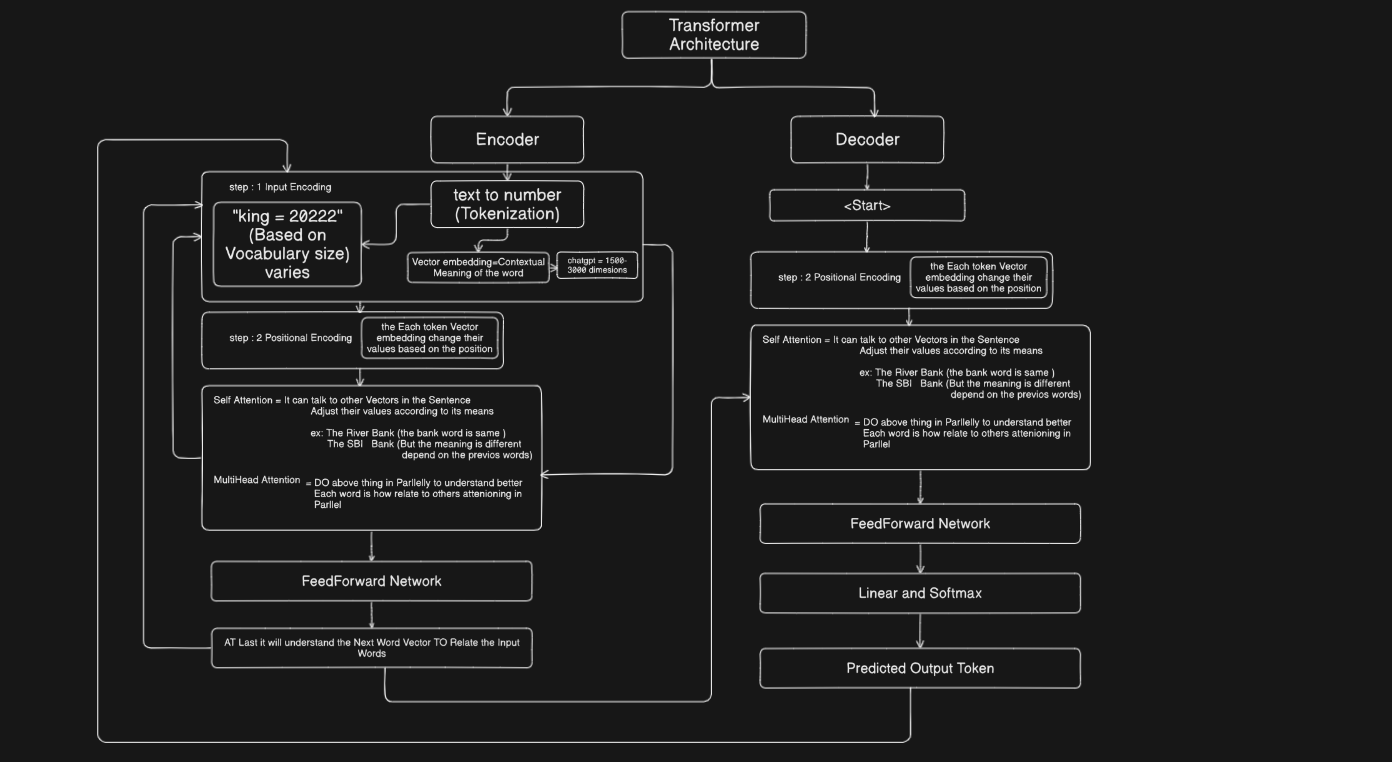 Transformer
Architecture
Encoder
Decoder
step : 1 Input Encoding
text to number
(Tokenization)
"king = 20222"
(Based on
Vocabulary size)
varies
Vector embedding=Contextual
Meaning of the word
chatgpt = 1500-
3000 dimesions
step : 2 Positional Encoding
the Each token Vector
embedding change their
values based on the position
Self Attention = It can talk to other Vectors in the Sentence
Adjust their values according to its means
ex: The River Bank (the bank word is same )
The SBI Bank (But the meaning is different
depend on the previos words)
MultiHead Attention = DO above thing in Parllelly to understand better
Each word is how relate to others attenioning in
Parllel
FeedForward Network
AT Last it will understand the Next Word Vector TO Relate the Input
Words
<Start>
step : 2 Positional Encoding
the Each token Vector
embedding change their
values based on the position
Self Attention = It can talk to other Vectors in the Sentence
Adjust their values according to its means
ex: The River Bank (the bank word is same )
The SBI Bank (But the meaning is different
depend on the previos words)
MultiHead Attention = DO above thing in Parllelly to understand better
Each word is how relate to others attenioning in
Parllel
FeedForward Network
Linear and Softmax
Predicted Output Token